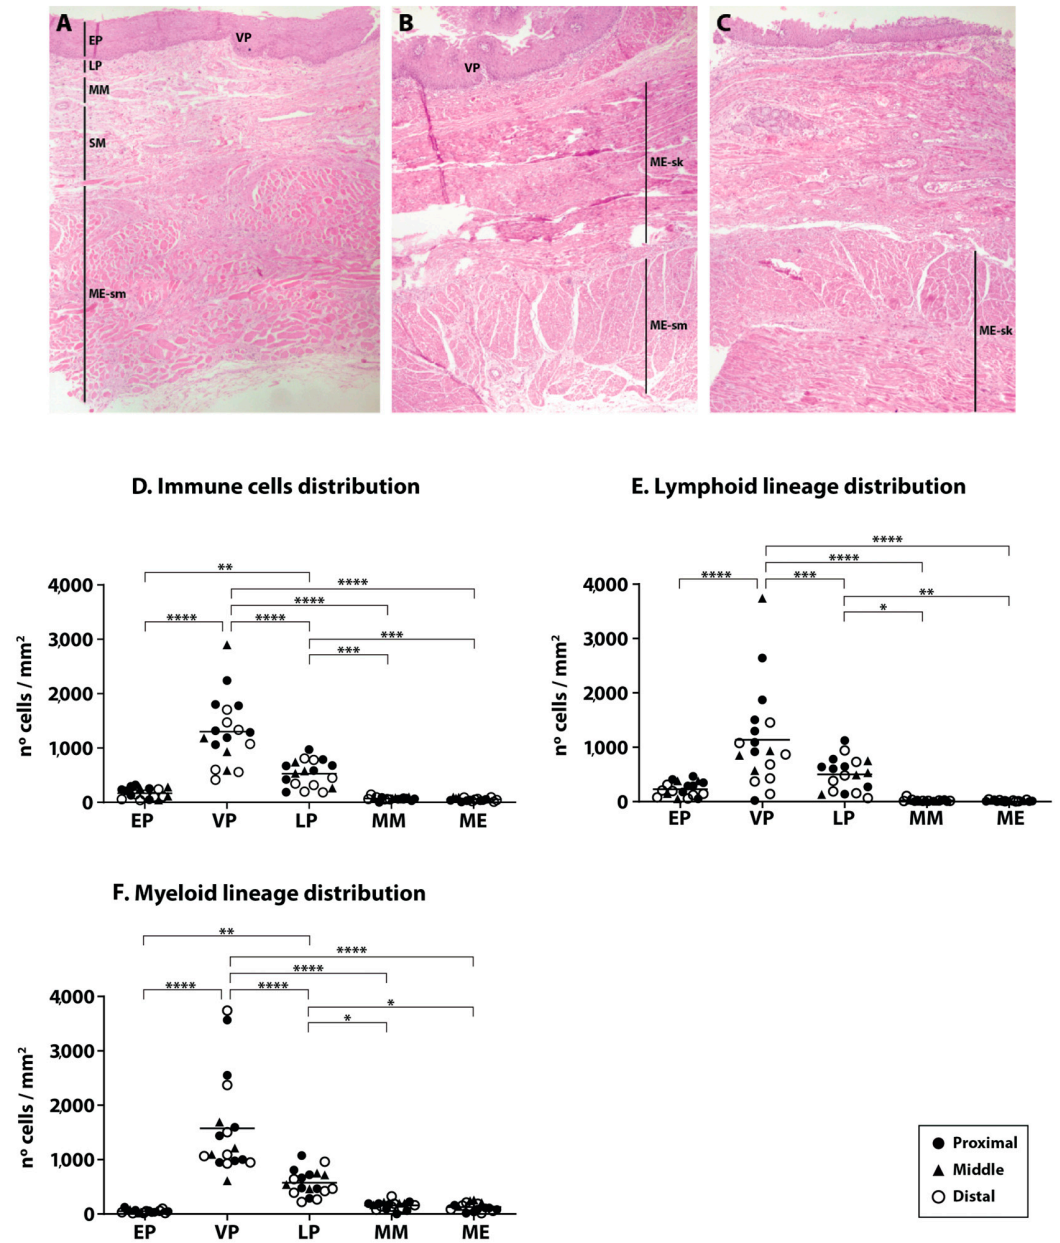 A
EP
VP
LP
MM
SM
ME-sm
B
VP
ME-sk
ME-sm
C
ME-sk
D. Immune cells distribution
**
****
****
**** ****
***
***
nº cells / mm²
4,000
3,000
2,000
1,000
0
EP VP LP MM ME
E. Lymphoid lineage distribution
****
****
**** ***
**
*
nº cells / mm²
4,000
3,000
2,000
1,000
0
EP VP LP MM ME
F. Myeloid lineage distribution
**
****
****
**** ****
*
*
nº cells / mm²
4,000
3,000
2,000
1,000
0
EP VP LP MM ME
Proximal
Middle
Distal